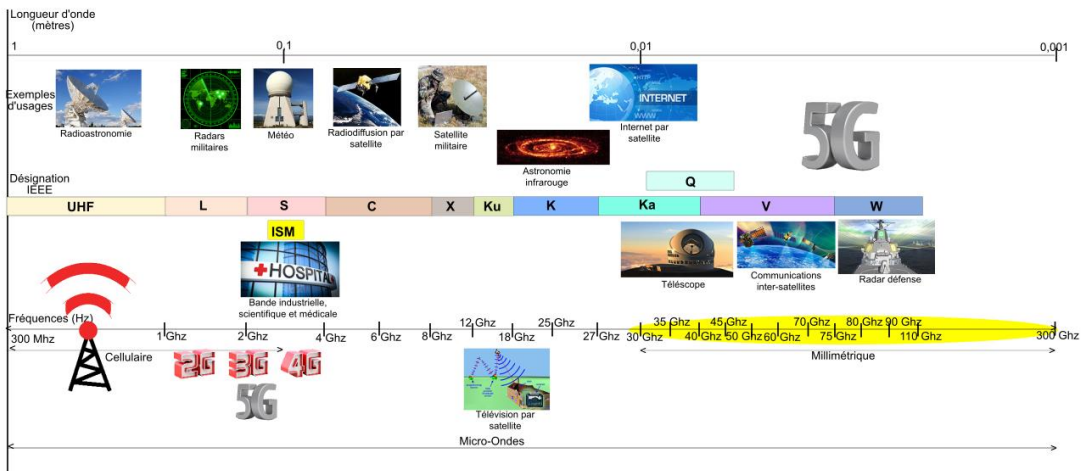 Longueur d'onde
(mètres)
1
0,1
0,01
0,001
Exemples
d'usages
Radioastronomie
Radars
militaires
Météo
Radiodiffusion par
satellite
Satellite
militaire
Astronomie
infrarouge
HTTP
INTERNET
WWW
Internet par
satellite
5G
Désignation
IEEE
Q
UHF
L
S
C
X
Ku
K
Ka
V
W
ISM
HOSPITAL
Bande industrielle,
scientifique et médicale
Téléscope
Communications
inter-satellites
Radar défense
Fréquences (Hz)
300 Mhz
1 Ghz
2 Ghz
4 Ghz
6 Ghz
8 Ghz
12 Ghz
18 Ghz
25 Ghz
27 Ghz
30 Ghz
35 Ghz
40 Ghz
45 Ghz
50 Ghz
60 Ghz
70 Ghz
75 Ghz
80 Ghz
90 Ghz
110 Ghz
300 Ghz
Cellulaire
2G
3G
4G
5G
Millimétrique
Télévision par
satellite
Micro-Ondes